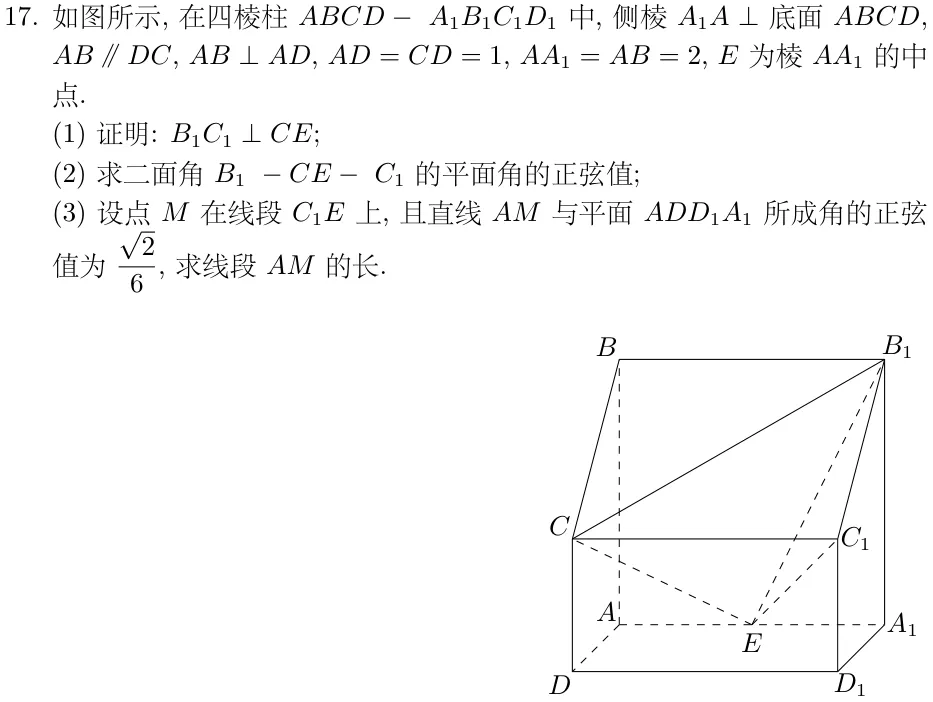 17. 如图所示, 在四棱柱 ABCD − A₁B₁C₁D₁ 中, 侧棱 A₁A ⊥ 底面 ABCD,
AB ∥ DC, AB ⊥ AD, AD = CD = 1, AA₁ = AB = 2, E 为棱 AA₁ 的中
点.
(1) 证明: B₁C₁ ⊥ CE;
(2) 求二面角 B₁ − CE − C₁ 的平面角的正弦值;
(3) 设点 M 在线段 C₁E 上, 且直线 AM 与平面 ADD₁A₁ 所成角的正弦
值为 √2/6, 求线段 AM 的长.
B
B₁
C
C₁
A
E
A₁
D
D₁